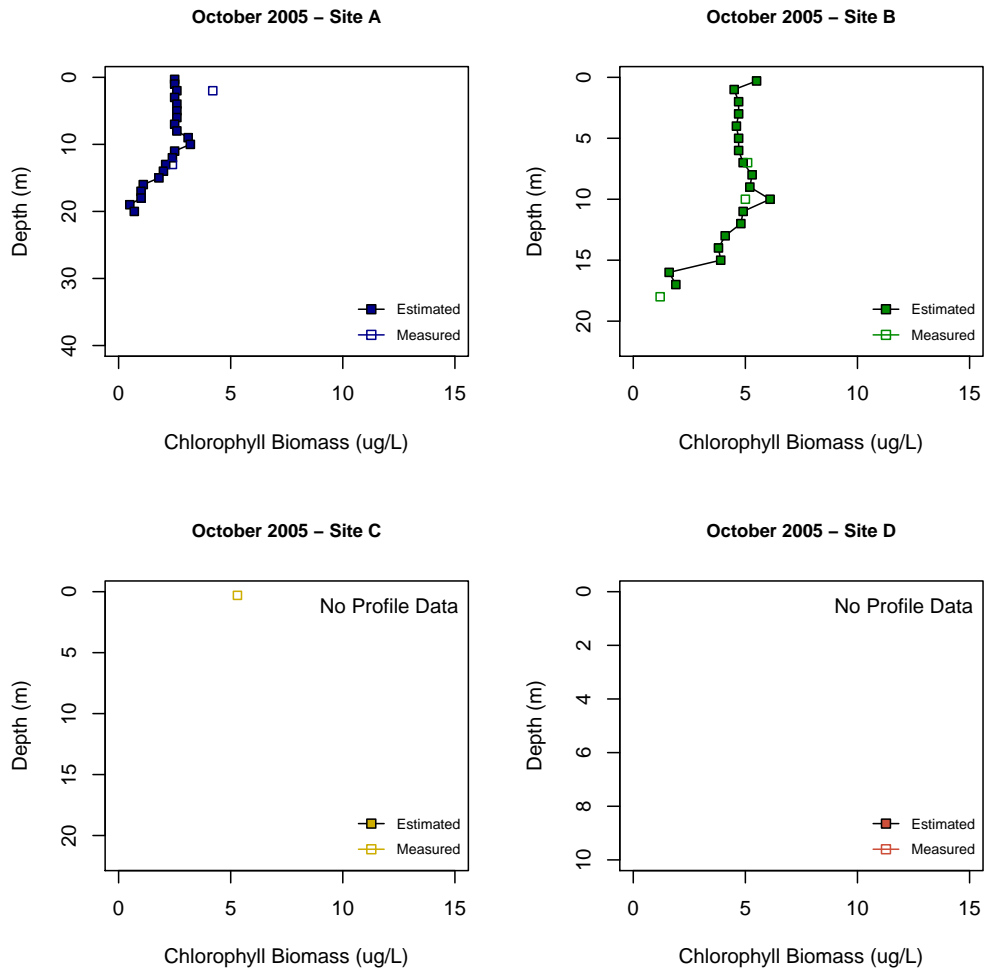 October 2005 – Site A
0
10
20
30
40
Depth (m)
Estimated
Measured
0 5 10 15
Chlorophyll Biomass (ug/L)
October 2005 – Site B
0
5
10
15
20
Depth (m)
Estimated
Measured
0 5 10 15
Chlorophyll Biomass (ug/L)
October 2005 – Site C
No Profile Data
0
5
10
15
20
Depth (m)
Estimated
Measured
0 5 10 15
Chlorophyll Biomass (ug/L)
October 2005 – Site D
No Profile Data
0
2
4
6
8
10
Depth (m)
Estimated
Measured
0 5 10 15
Chlorophyll Biomass (ug/L)